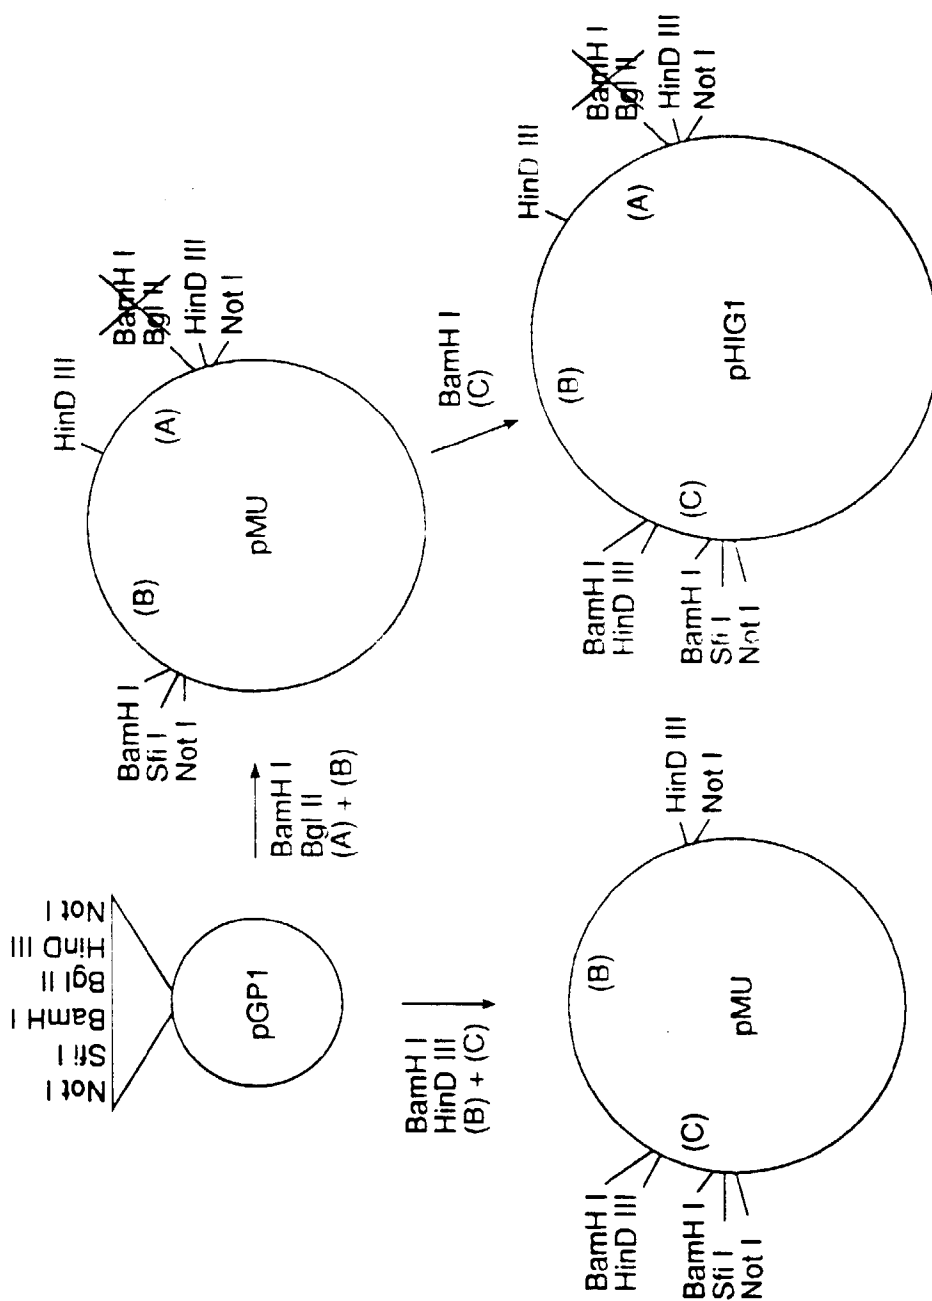 Not I
Sfi I
BamH I
Bgl II
HinD III
Not I
pGP1
BamH I
Bgl II
(A) + (B)
BamH I
Sfi I
Not I
(B)
HinD III
(A)
BamH I
Bgl II
HinD III
Not I
pMU
BamH I
HinD III
(B) + (C)
BamH I
(C)
BamH I
HinD III
BamH I
Sfi I
Not I
(C)
(B)
HinD III
Not I
pMU
BamH I
HinD III
BamH I
Sfi I
Not I
(C)
(B)
HinD III
(A)
BamH I
Bgl II
HinD III
Not I
pHIG1